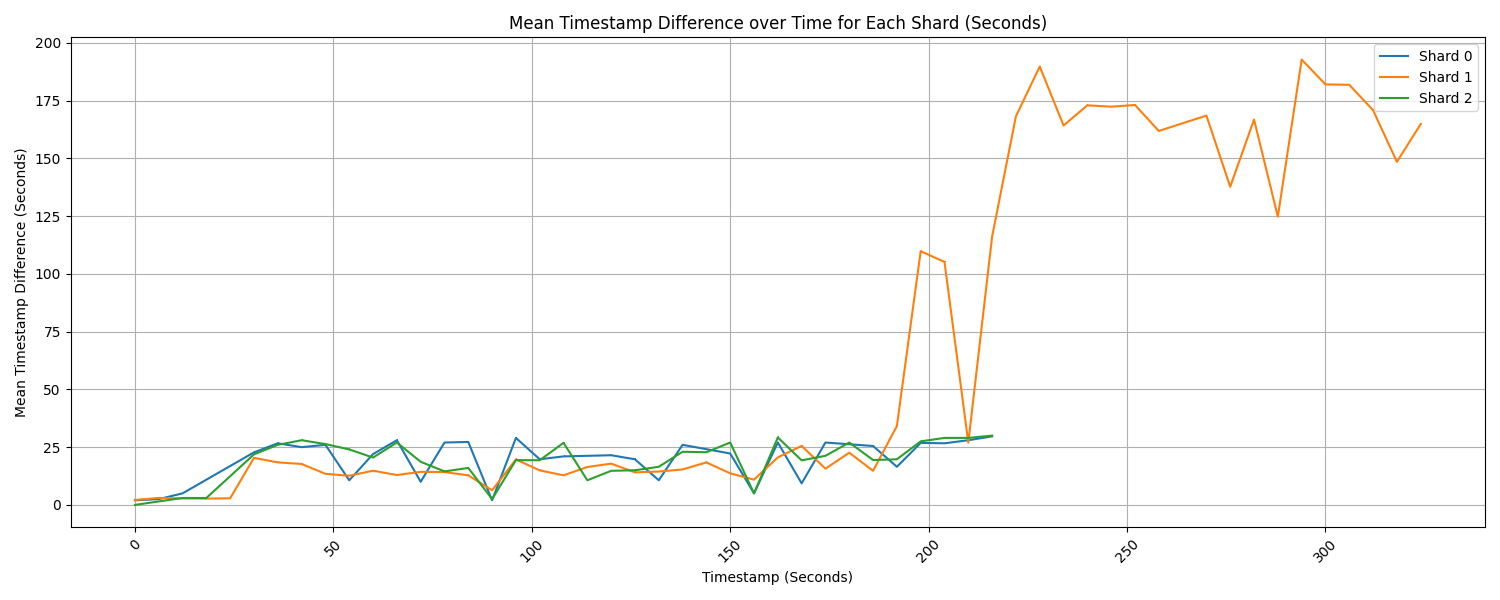 Mean Timestamp Difference over Time for Each Shard (Seconds)
Mean Timestamp Difference (Seconds)
200
175
150
125
100
75
50
25
0
Shard 0
Shard 1
Shard 2
0
50
100
150
200
250
300
Timestamp (Seconds)